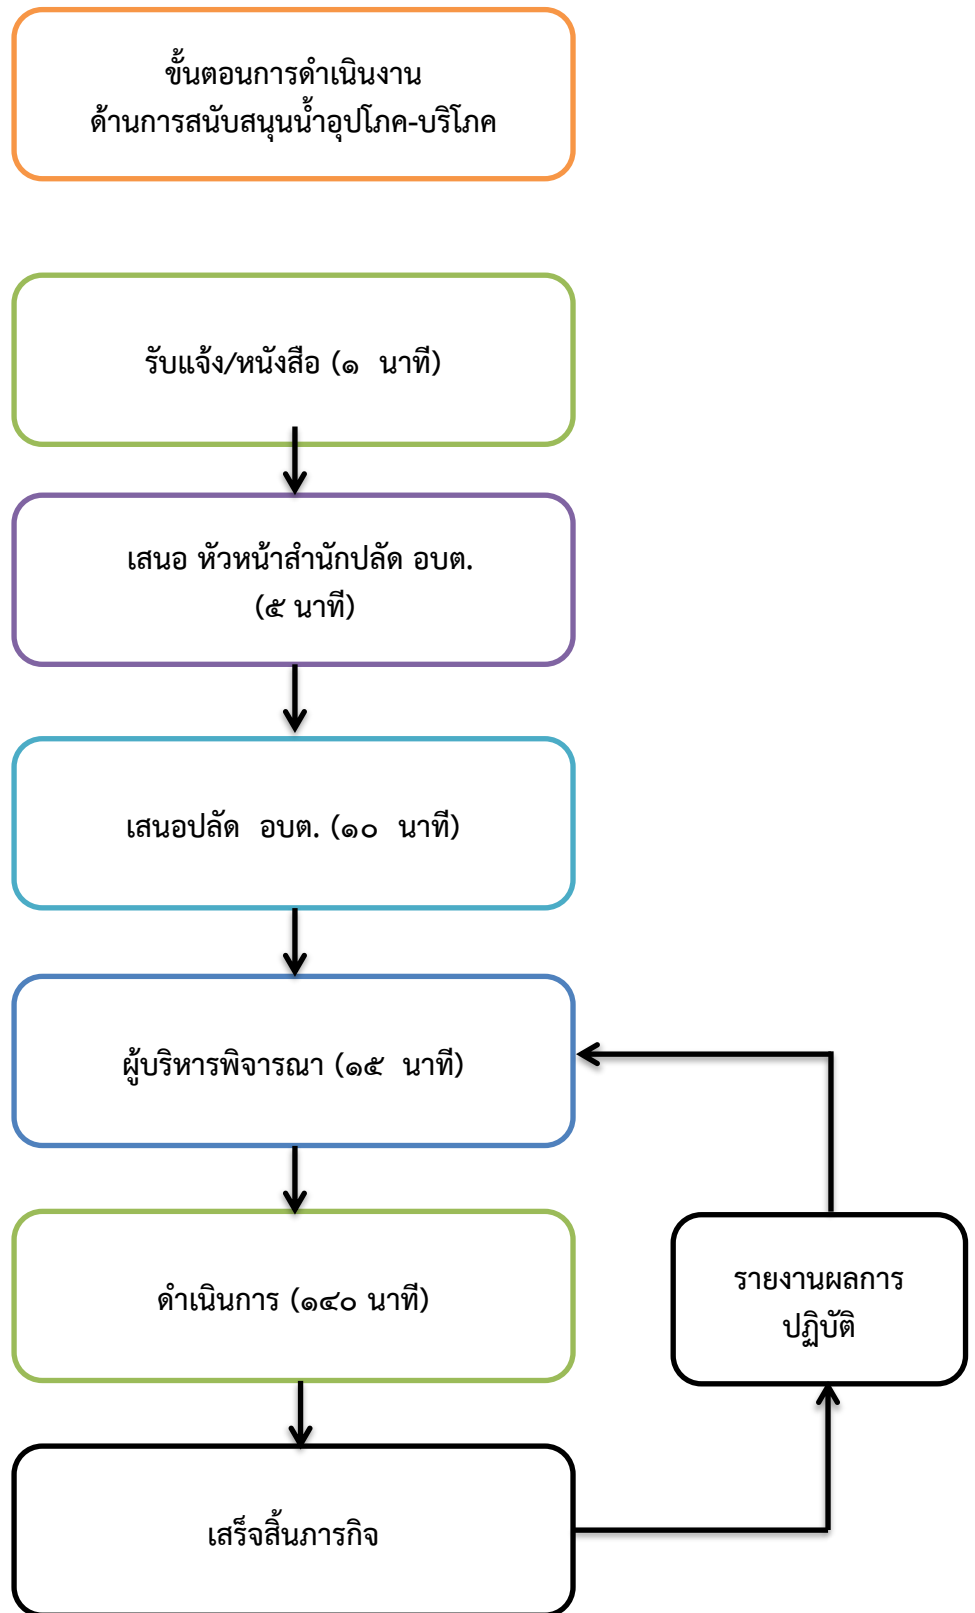 ขั้นตอนการดำเนินงาน
ด้านการสนับสนุนน้ำอุปโภค-บริโภค
รับแจ้ง/หนังสือ (๑ นาที)
เสนอ หัวหน้าสำนักปลัด อบต.
(๕ นาที)
เสนอปลัด อบต. (๑๐ นาที)
ผู้บริหารพิจารณา (๑๕ นาที)
ดำเนินการ (๑๔๐ นาที)
รายงานผลการ
ปฏิบัติ
เสร็จสิ้นภารกิจ